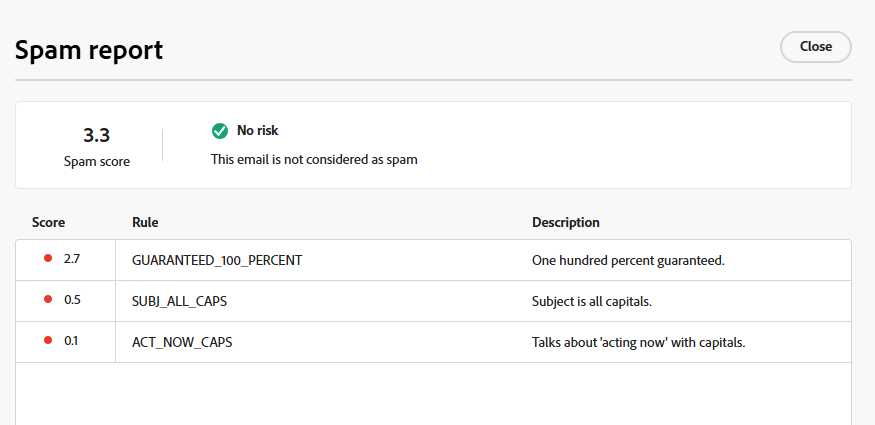 Spam report
Close
3.3
Spam score
No risk
This email is not considered as spam
Score Rule Description
2.7 GUARANTEED_100_PERCENT One hundred percent guaranteed.
0.5 SUBJ_ALL_CAPS Subject is all capitals.
0.1 ACT_NOW_CAPS Talks about 'acting now' with capitals.